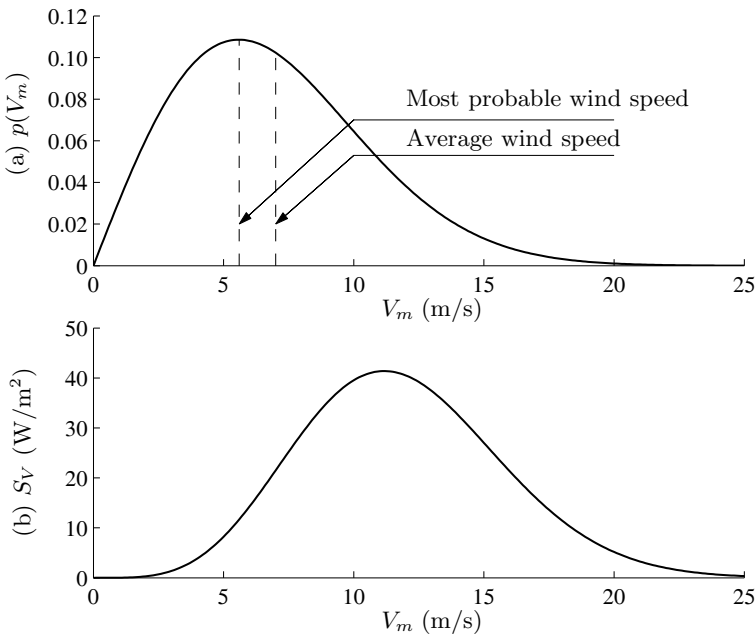 0.12
0.10
0.08
0.06
0.04
0.02
0
(a) p(V_m)
Most probable wind speed
Average wind speed
0 5 10 15 20 25
V_m (m/s)
50
40
30
20
10
0
(b) S_V (W/m²)
0 5 10 15 20 25
V_m (m/s)